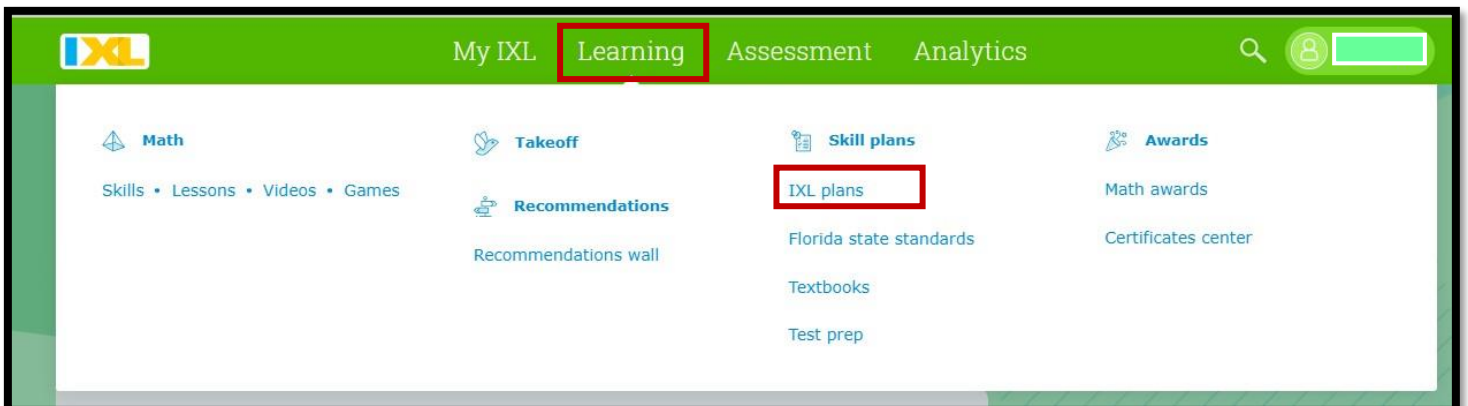 IXL My IXL Learning Assessment Analytics
Math
Skills • Lessons • Videos • Games
Takeoff
Recommendations
Recommendations wall
Skill plans
IXL plans
Florida state standards
Textbooks
Test prep
Awards
Math awards
Certificates center